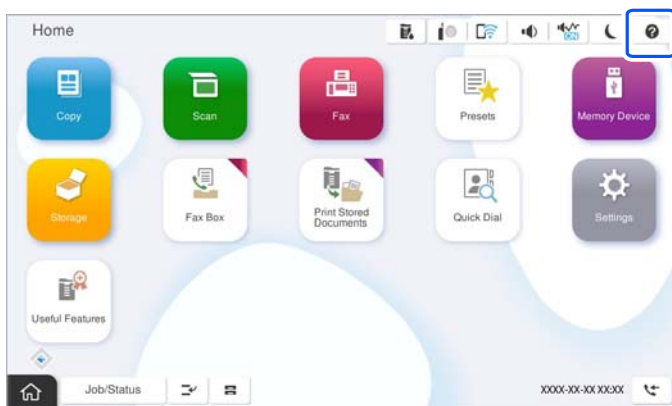 Home
ON
?
Copy
Scan
Fax
Presets
Memory Device
Storage
Fax Box
Print Stored
Documents
Quick Dial
Settings
Useful Features
Job/Status
XXXX-XX-XX XX:XX